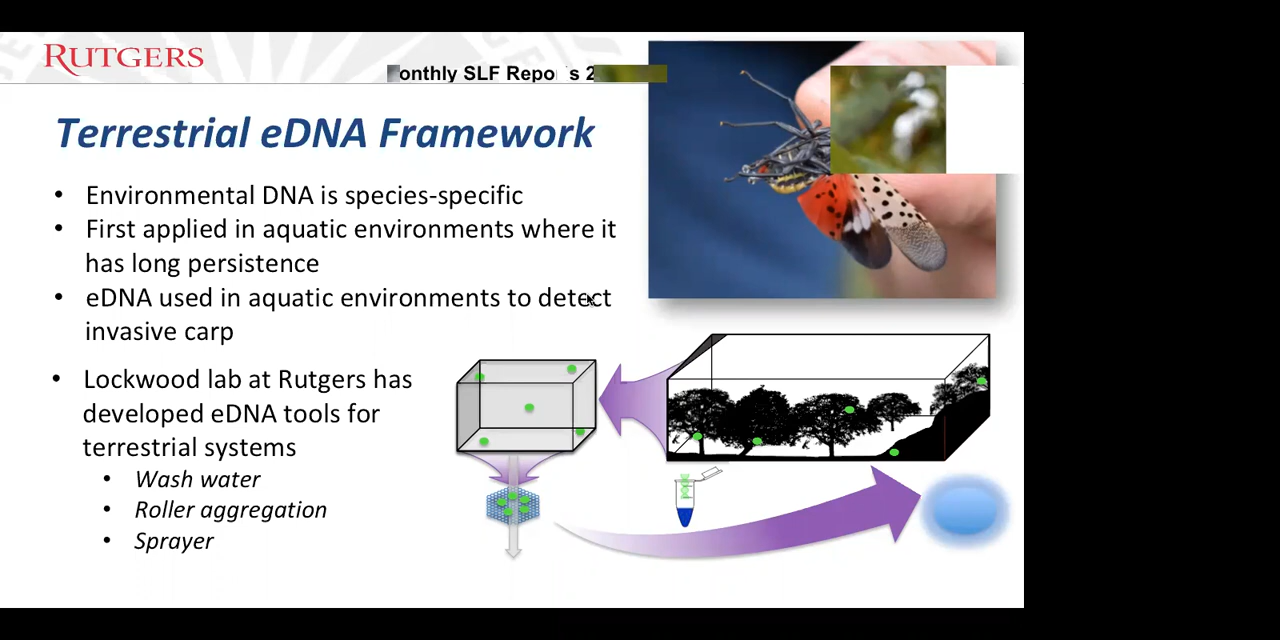 RUTGERS
onthly SLF Repo s 2
Terrestrial eDNA Framework
• Environmental DNA is species-specific
• First applied in aquatic environments where it
has long persistence
• eDNA used in aquatic environments to detect
invasive carp
• Lockwood lab at Rutgers has
developed eDNA tools for
terrestrial systems
• Wash water
• Roller aggregation
• Sprayer